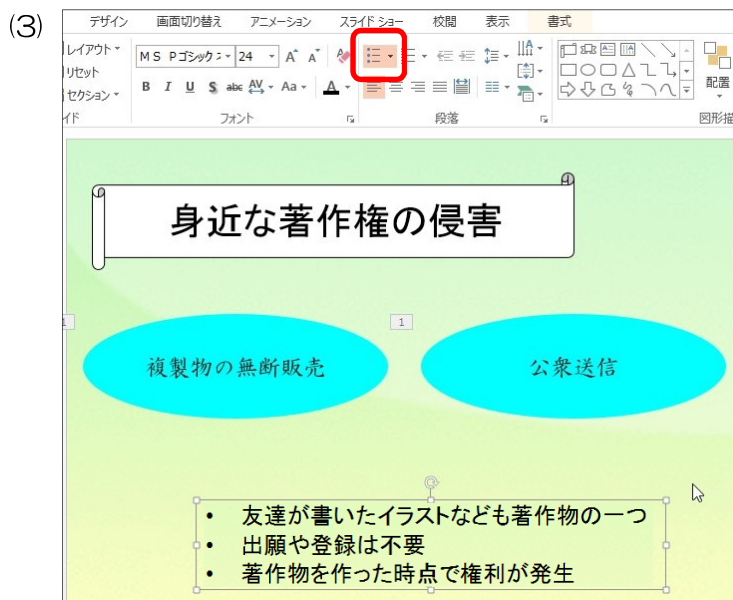 (3)
デザイン 画面切り替え アニメーション スライド ショー 校閲 表示 書式
レイアウト
リセット
セクション
ＭＳ Ｐゴシック 24 A A
B I U S abc AV Aa A
配置
イド フォント 段落 図形描
身近な著作権の侵害
1 1
複製物の無断販売 公衆送信
• 友達が書いたイラストなども著作物の一つ
• 出願や登録は不要
• 著作物を作った時点で権利が発生